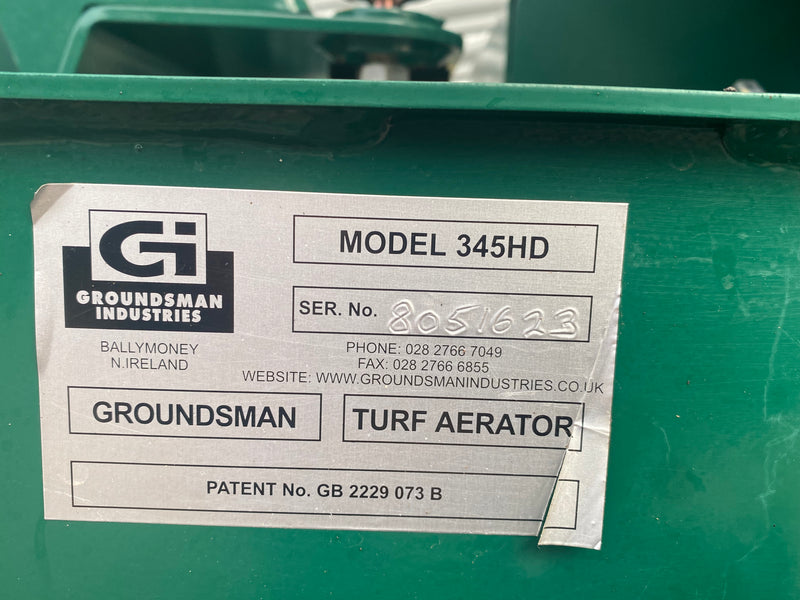 Gi
GROUNDSMAN
INDUSTRIES
BALLYMONEY
N.IRELAND
MODEL 345HD
SER. No. 8051623
PHONE: 028 2766 7049
FAX: 028 2766 6855
WEBSITE: WWW.GROUNDSMANINDUSTRIES.CO.UK
GROUNDSMAN
TURF AERATOR
PATENT No. GB 2229 073 B